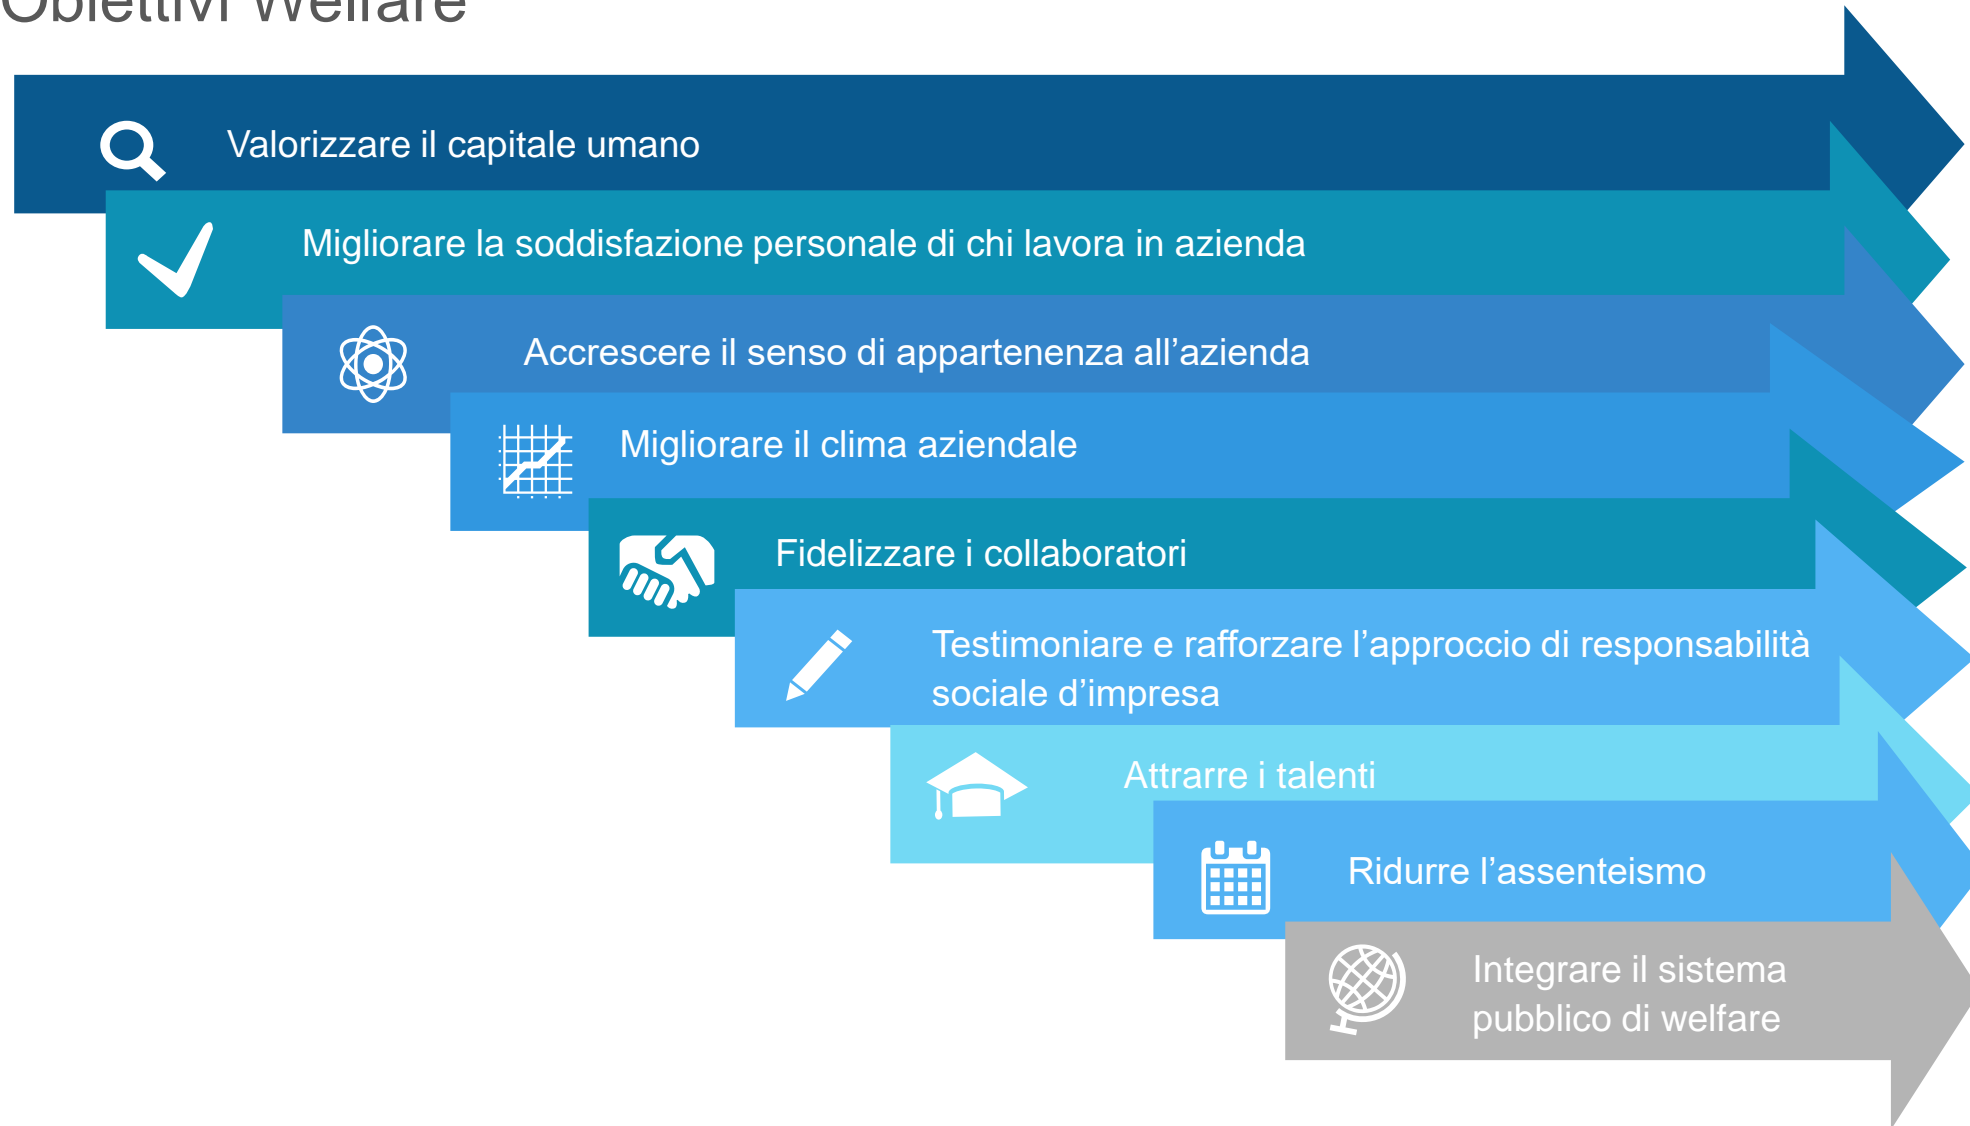 Obiettivi Welfare
Valorizzare il capitale umano
Migliorare la soddisfazione personale di chi lavora in azienda
Accrescere il senso di appartenenza all’azienda
Migliorare il clima aziendale
Fidelizzare i collaboratori
Testimoniare e rafforzare l’approccio di responsabilità
sociale d’impresa
Attrarre i talenti
Ridurre l’assenteismo
Integrare il sistema
pubblico di welfare